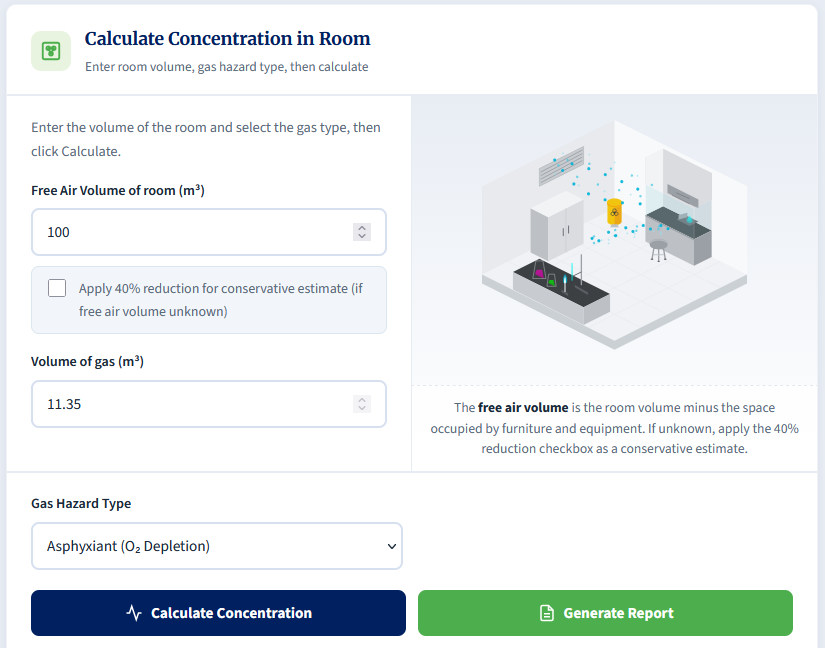 Calculate Concentration in Room
Enter room volume, gas hazard type, then calculate
Enter the volume of the room and select the gas type, then
click Calculate.
Free Air Volume of room (m³)
100
Apply 40% reduction for conservative estimate (if
free air volume unknown)
Volume of gas (m³)
11.35
The free air volume is the room volume minus the space
occupied by furniture and equipment. If unknown, apply the 40%
reduction checkbox as a conservative estimate.
Gas Hazard Type
Asphyxiant (O₂ Depletion)
Calculate Concentration
Generate Report